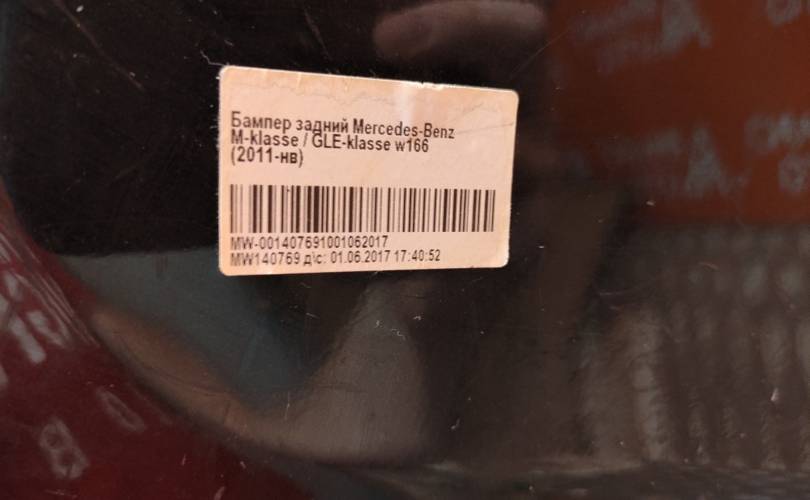 Бампер задний Mercedes-Benz
M-klasse / GLE-klasse w166
(2011-нв)
MW-001407691001062017
MW140769 д\с: 01.06.2017 17:40:52